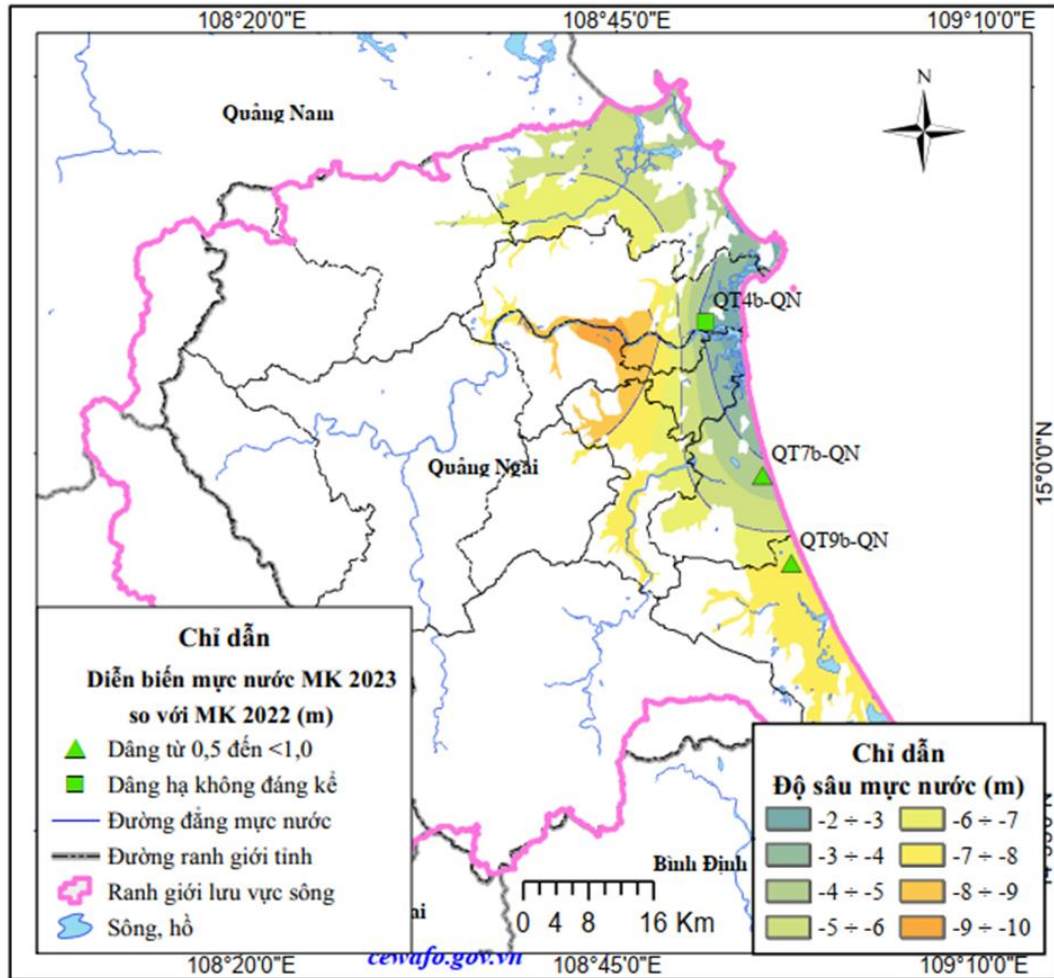 108°20'0"E 108°45'0"E 109°10'0"E
N
Quảng Nam
QT4b-QN
15°0'0"N
QT7b-QN
Quảng Ngãi
QT9b-QN
Chỉ dẫn
Diễn biến mực nước MK 2023
so với MK 2022 (m)
Dâng từ 0,5 đến <1,0
Dâng hạ không đáng kể
Đường đẳng mực nước
Đường ranh giới tỉnh
Ranh giới lưu vực sông
Sông, hồ
Chỉ dẫn
Độ sâu mực nước (m)
-2 ÷ -3 -6 ÷ -7
-3 ÷ -4 -7 ÷ -8
-4 ÷ -5 -8 ÷ -9
-5 ÷ -6 -9 ÷ -10
Bình Định
0 4 8 16 Km
cewafo.gov.vn
108°20'0"E 108°45'0"E 109°10'0"E